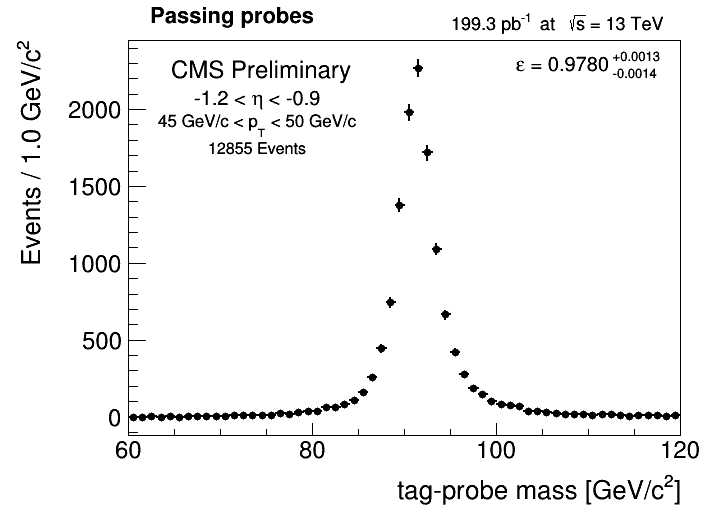 Passing probes
199.3 pb-1 at √s = 13 TeV
CMS Preliminary
-1.2 < η < -0.9
45 GeV/c < pT < 50 GeV/c
12855 Events
ε = 0.9780 +0.0013 -0.0014
Events / 1.0 GeV/c2
2000
1500
1000
500
0
60 80 100 120
tag-probe mass [GeV/c2]